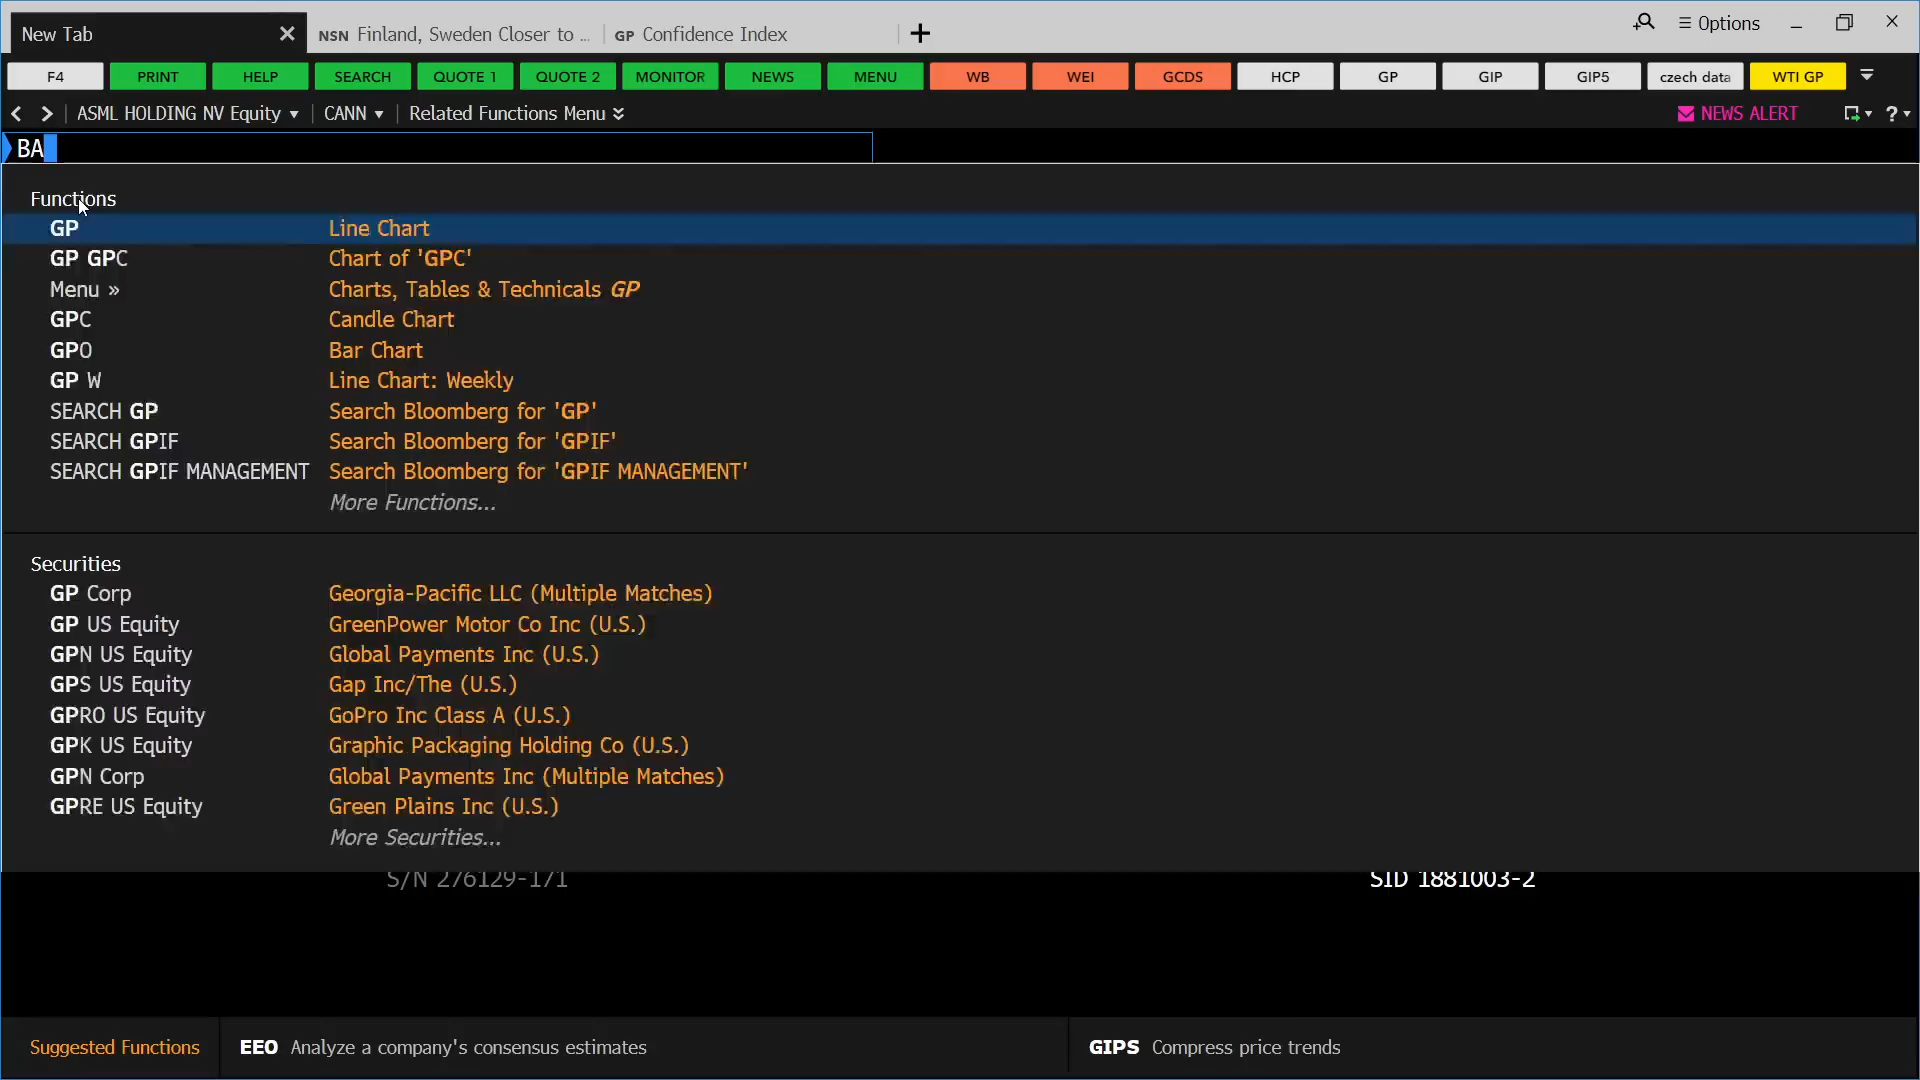 New Tab
NSN Finland, Sweden Closer to ...
GP Confidence Index
Options
F4 PRINT HELP SEARCH QUOTE 1 QUOTE 2 MONITOR NEWS MENU WB WEI GCDS HCP GP GIP GIP5 czech data WTI GP
ASML HOLDING NV Equity CANN Related Functions Menu NEWS ALERT ?
BA
Functions
GP Line Chart
GP GPC Chart of 'GPC'
Menu » Charts, Tables & Technicals GP
GPC Candle Chart
GPO Bar Chart
GP W Line Chart: Weekly
SEARCH GP Search Bloomberg for 'GP'
SEARCH GPIF Search Bloomberg for 'GPIF'
SEARCH GPIF MANAGEMENT Search Bloomberg for 'GPIF MANAGEMENT'
More Functions...
Securities
GP Corp Georgia-Pacific LLC (Multiple Matches)
GP US Equity GreenPower Motor Co Inc (U.S.)
GPN US Equity Global Payments Inc (U.S.)
GPS US Equity Gap Inc/The (U.S.)
GPRO US Equity GoPro Inc Class A (U.S.)
GPK US Equity Graphic Packaging Holding Co (U.S.)
GPN Corp Global Payments Inc (Multiple Matches)
GPRE US Equity Green Plains Inc (U.S.)
More Securities...
S/N 276129-171 SID 1881003-2
Suggested Functions EEO Analyze a company's consensus estimates GIPS Compress price trends